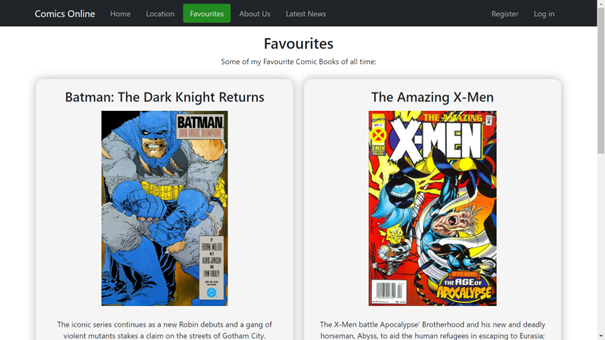 Comics Online Home Location Favourites About Us Latest News Register Log in
Favourites
Some of my Favourite Comic Books of all time:
Batman: The Dark Knight Returns
BATMAN
BY
FRANK MILLER
WITH
KLAUS JANSON
AND
LYNN VARLEY
The iconic series continues as a new Robin debuts and a gang of
violent mutants stakes a claim on the streets of Gotham City.
The Amazing X-Men
THE AMAZING
X-MEN
THE AGE OF
APOCALYPSE
The X-Men battle Apocalypse' Brotherhood and his new and deadly
horseman, Abyss, to aid the human refugees in escaping to Eurasia;